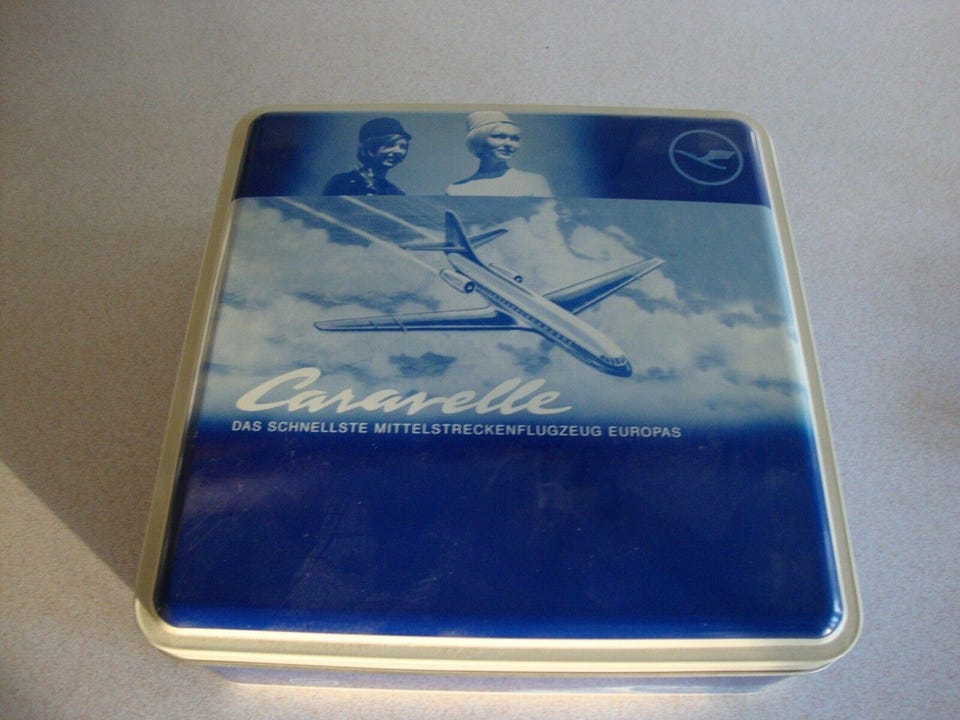 Caravelle
DAS SCHNELLSTE MITTELSTRECKENFLUGZEUG EUROPAS